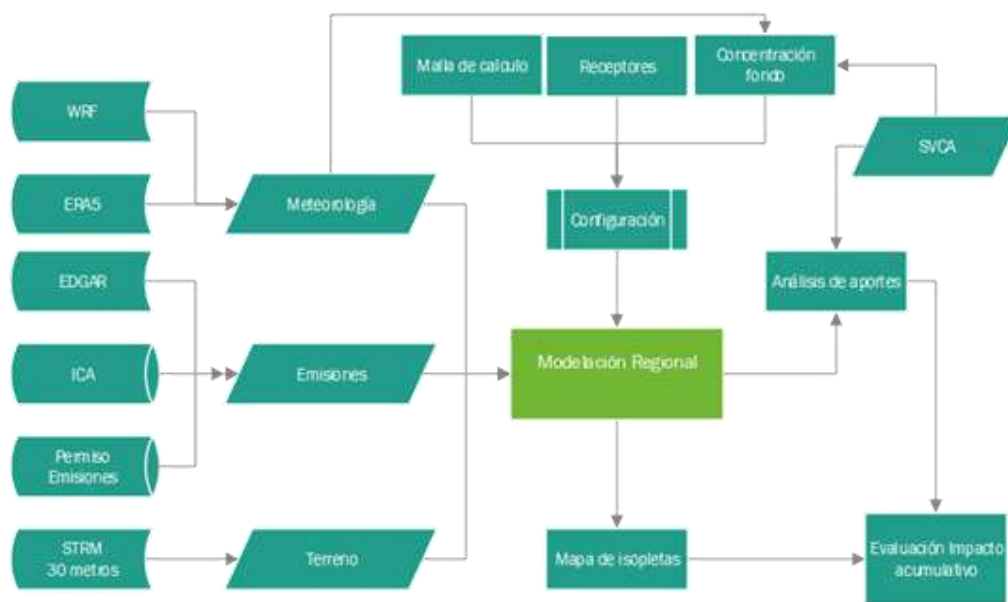 Malla de calculo
Receptores
Concentración
fondo
WRF
SVCA
ERA5
Meteorología
Configuración
EDGAR
Análisis de aportes
ICA
Emisiones
Modelación Regional
Permiso
Emisiones
STRM
30 metros
Terreno
Mapa de isopletas
Evaluación Impacto
acumulativo